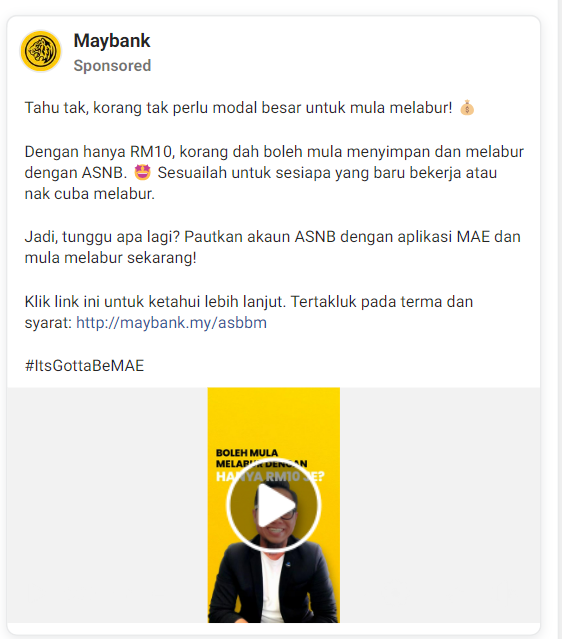 Maybank
Sponsored
Tahu tak, korang tak perlu modal besar untuk mula melabur! 💰
Dengan hanya RM10, korang dah boleh mula menyimpan dan melabur
dengan ASNB. 🤩 Sesuailah untuk sesiapa yang baru bekerja atau
nak cuba melabur.
Jadi, tunggu apa lagi? Pautkan akaun ASNB dengan aplikasi MAE dan
mula melabur sekarang!
Klik link ini untuk ketahui lebih lanjut. Tertakluk pada terma dan
syarat: http://maybank.my/asbbm
#ItsGottaBeMAE
BOLEH MULA
MELABUR DENGAN
HANYA RM10 JE?